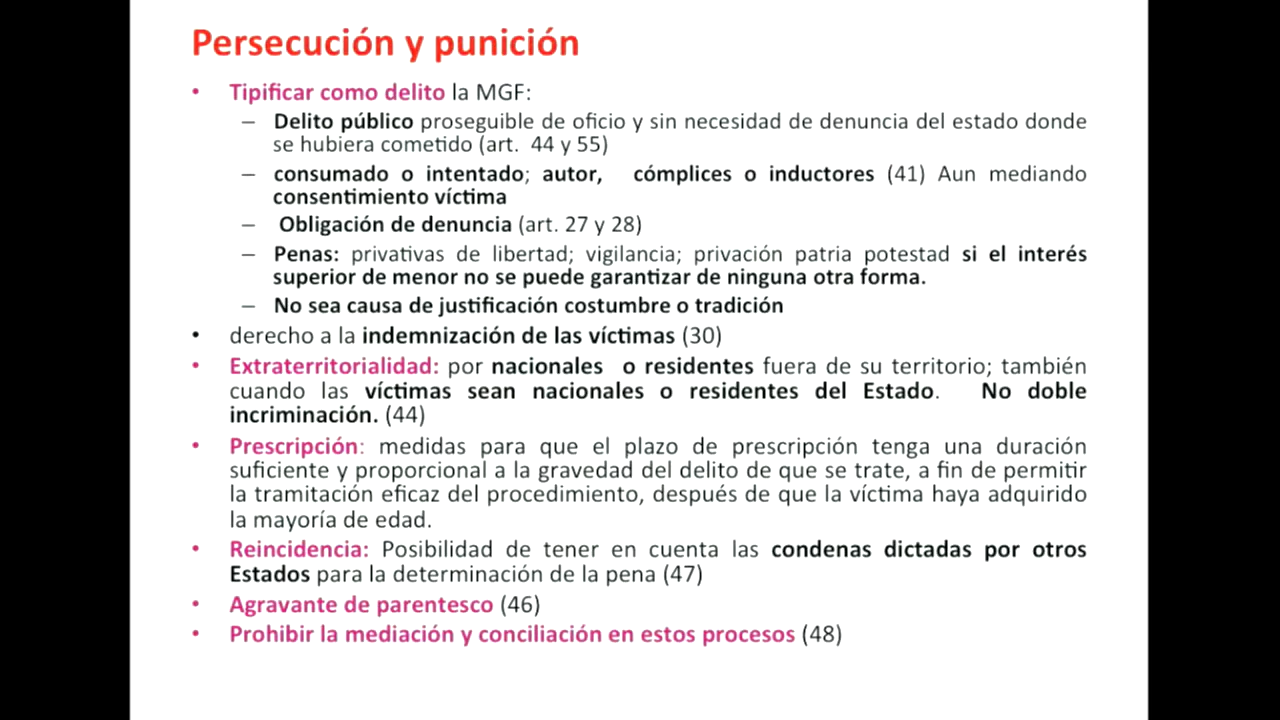 Persecución y punición
• Tipificar como delito la MGF:
– Delito público proseguible de oficio y sin necesidad de denuncia del estado donde
se hubiera cometido (art. 44 y 55)
– consumado o intentado; autor, cómplices o inductores (41) Aun mediando
consentimiento víctima
– Obligación de denuncia (art. 27 y 28)
– Penas: privativas de libertad; vigilancia; privación patria potestad si el interés
superior de menor no se puede garantizar de ninguna otra forma.
– No sea causa de justificación costumbre o tradición
• derecho a la indemnización de las víctimas (30)
• Extraterritorialidad: por nacionales o residentes fuera de su territorio; también
cuando las víctimas sean nacionales o residentes del Estado. No doble
incriminación. (44)
• Prescripción: medidas para que el plazo de prescripción tenga una duración
suficiente y proporcional a la gravedad del delito de que se trate, a fin de permitir
la tramitación eficaz del procedimiento, después de que la víctima haya adquirido
la mayoría de edad.
• Reincidencia: Posibilidad de tener en cuenta las condenas dictadas por otros
Estados para la determinación de la pena (47)
• Agravante de parentesco (46)
• Prohibir la mediación y conciliación en estos procesos (48)